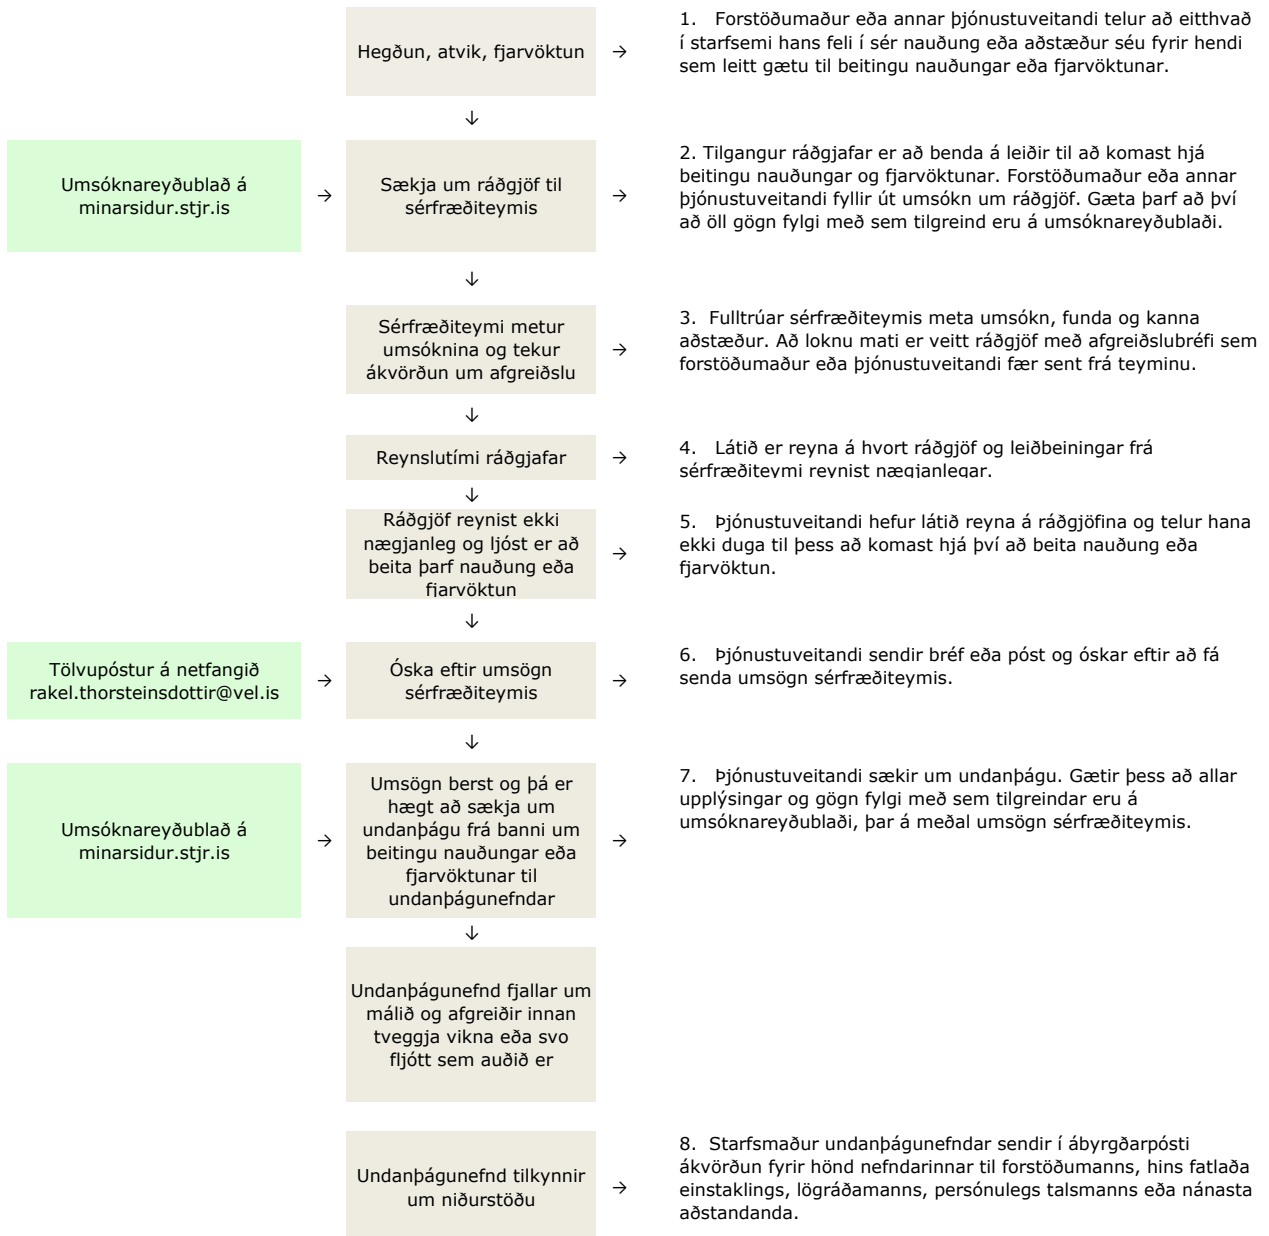 Hegðun, atvik, fjarvöktun
→
1. Forstöðumaður eða annar þjónustuveitandi telur að eitthvað
í starfsemi hans feli í sér nauðung eða aðstæður séu fyrir hendi
sem leitt gætu til beitingu nauðungar eða fjarvöktunar.
↓
Umsóknareyðublað á
minarsidur.stjr.is
→
Sækja um ráðgjöf til
sérfræðiteymis
2. Tilgangur ráðgjafar er að benda á leiðir til að komast hjá
beitingu nauðungar og fjarvöktunar. Forstöðumaður eða annar
þjónustuveitandi fyllir út umsókn um ráðgjöf. Gæta þarf að því
að öll gögn fylgi með sem tilgreind eru á umsóknareyðublaði.
→
↓
Sérfræðiteymi metur
umsóknina og tekur
ákvörðun um afgreiðslu
→
3. Fulltrúar sérfræðiteymis meta umsókn, funda og kanna
aðstæður. Að loknu mati er veitt ráðgjöf með afgreiðslubréfi sem
forstöðumaður eða þjónustuveitandi fær sent frá teyminu.
↓
Reynslutími ráðgjafar
→
4. Látið er reyna á hvort ráðgjöf og leiðbeiningar frá
sérfræðiteymi reynist nægjanlegar.
↓
Ráðgjöf reynist ekki
nægjanleg og ljóst er að
beita þarf nauðung eða
fjarvöktun
→
5. Þjónustuveitandi hefur látið reyna á ráðgjöfina og telur hana
ekki duga til þess að komast hjá því að beita nauðung eða
fjarvöktun.
↓
Tölvupóstur á netfangið
rakel.thorsteinsdottir@vel.is
→
Óska eftir umsögn
sérfræðiteymis
→
6. Þjónustuveitandi sendir bréf eða póst og óskar eftir að fá
senda umsögn sérfræðiteymis.
↓
Umsóknareyðublað á
minarsidur.stjr.is
→
Umsögn berst og þá er
hægt að sækja um
undanþágu frá banni um
beitingu nauðungar eða
fjarvöktunar til
undanþágunefndar
→
7. Þjónustuveitandi sækir um undanþágu. Gætir þess að allar
upplýsingar og gögn fylgi með sem tilgreindar eru á
umsóknareyðublaði, þar á meðal umsögn sérfræðiteymis.
↓
Undanþágunefnd fjallar um
málið og afgreiðir innan
tveggja vikna eða svo
fljótt sem auðið er
Undanþágunefnd tilkynnir
um niðurstöðu
→
8. Starfsmaður undanþágunefndar sendir í ábyrgðarpósti
ákvörðun fyrir hönd nefndarinnar til forstöðumanns, hins fatlaða
einstaklings, lögráðamanns, persónulegs talsmanns eða nánasta
aðstandanda.